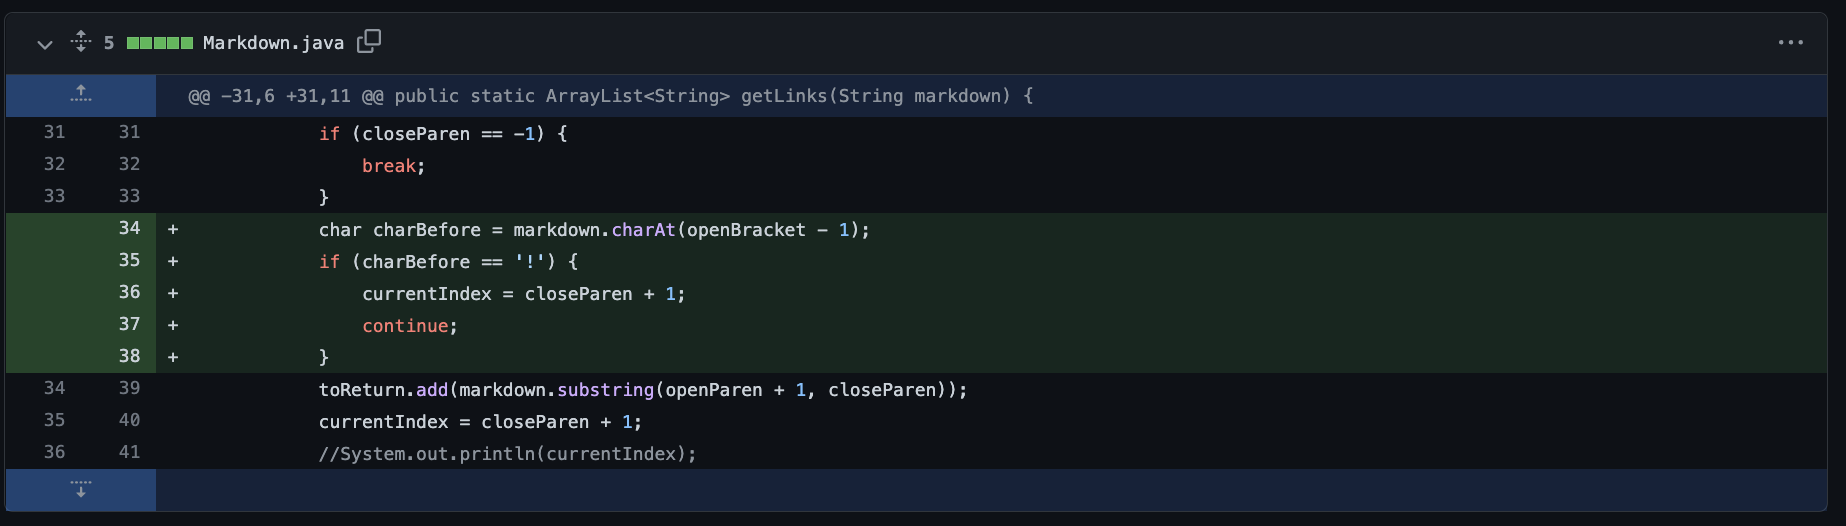 5 Markdown.java
@@ -31,6 +31,11 @@ public static ArrayList<String> getLinks(String markdown) {
31 31 if (closeParen == -1) {
32 32 break;
33 33 }
34 + char charBefore = markdown.charAt(openBracket - 1);
35 + if (charBefore == '!') {
36 + currentIndex = closeParen + 1;
37 + continue;
38 + }
34 39 toReturn.add(markdown.substring(openParen + 1, closeParen));
35 40 currentIndex = closeParen + 1;
36 41 //System.out.println(currentIndex);